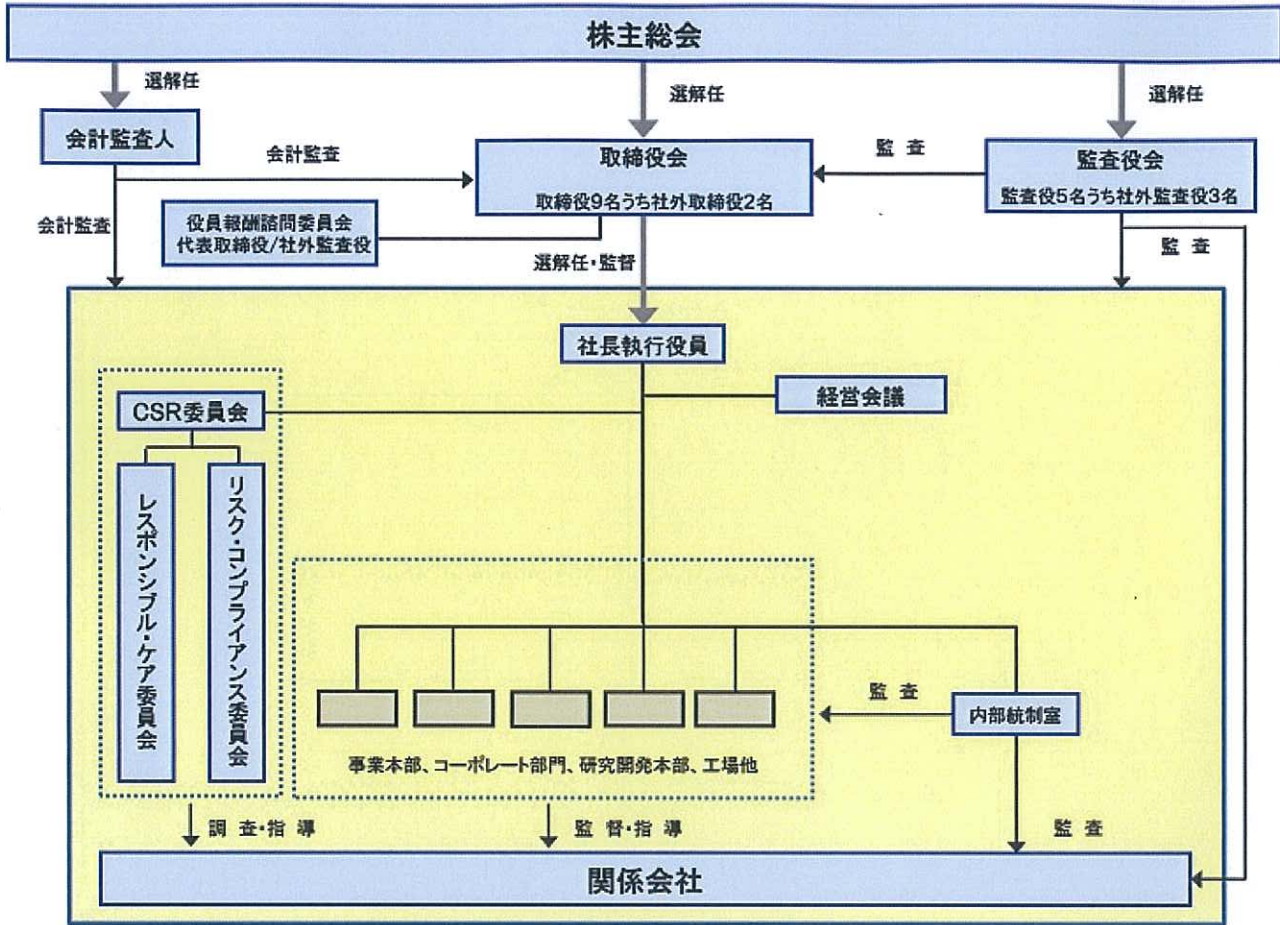 株主総会
選解任
選解任
選解任
会計監査人
会計監査
取締役会
取締役9名うち社外取締役2名
監 査
監査役会
監査役5名うち社外監査役3名
会計監査
役員報酬諮問委員会
代表取締役/社外監査役
選解任・監督
監 査
社長執行役員
経営会議
CSR委員会
レスポンシブル・ケア委員会
リスク・コンプライアンス委員会
事業本部、コーポレート部門、研究開発本部、工場他
監 査
内部統制室
調 査・指 導
監 督・指 導
監 査
関係会社